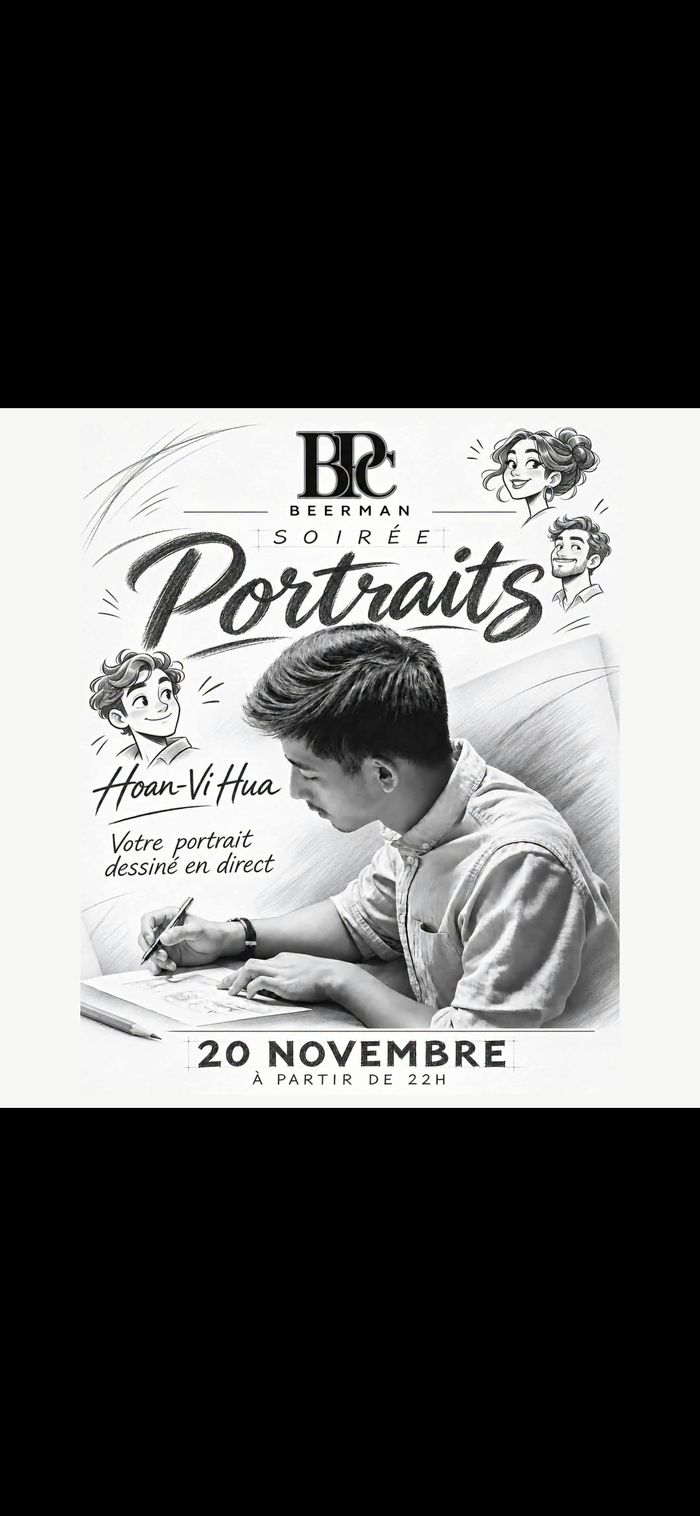 BPC
BEERMAN
SOIRÉE
Portraits
Hoan-Vi Hua
Votre portrait
dessiné en direct
20 NOVEMBRE
À PARTIR DE 22H